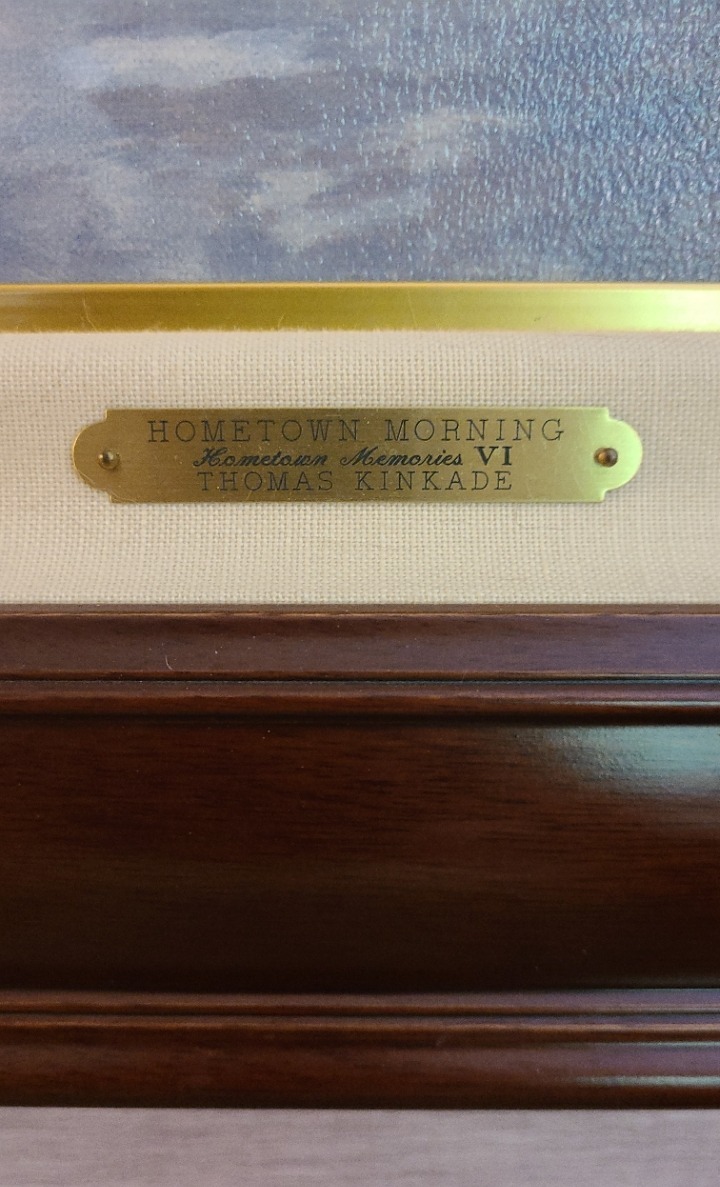 HOMETOWN MORNING
Hometown Memories VI
THOMAS KINKADE